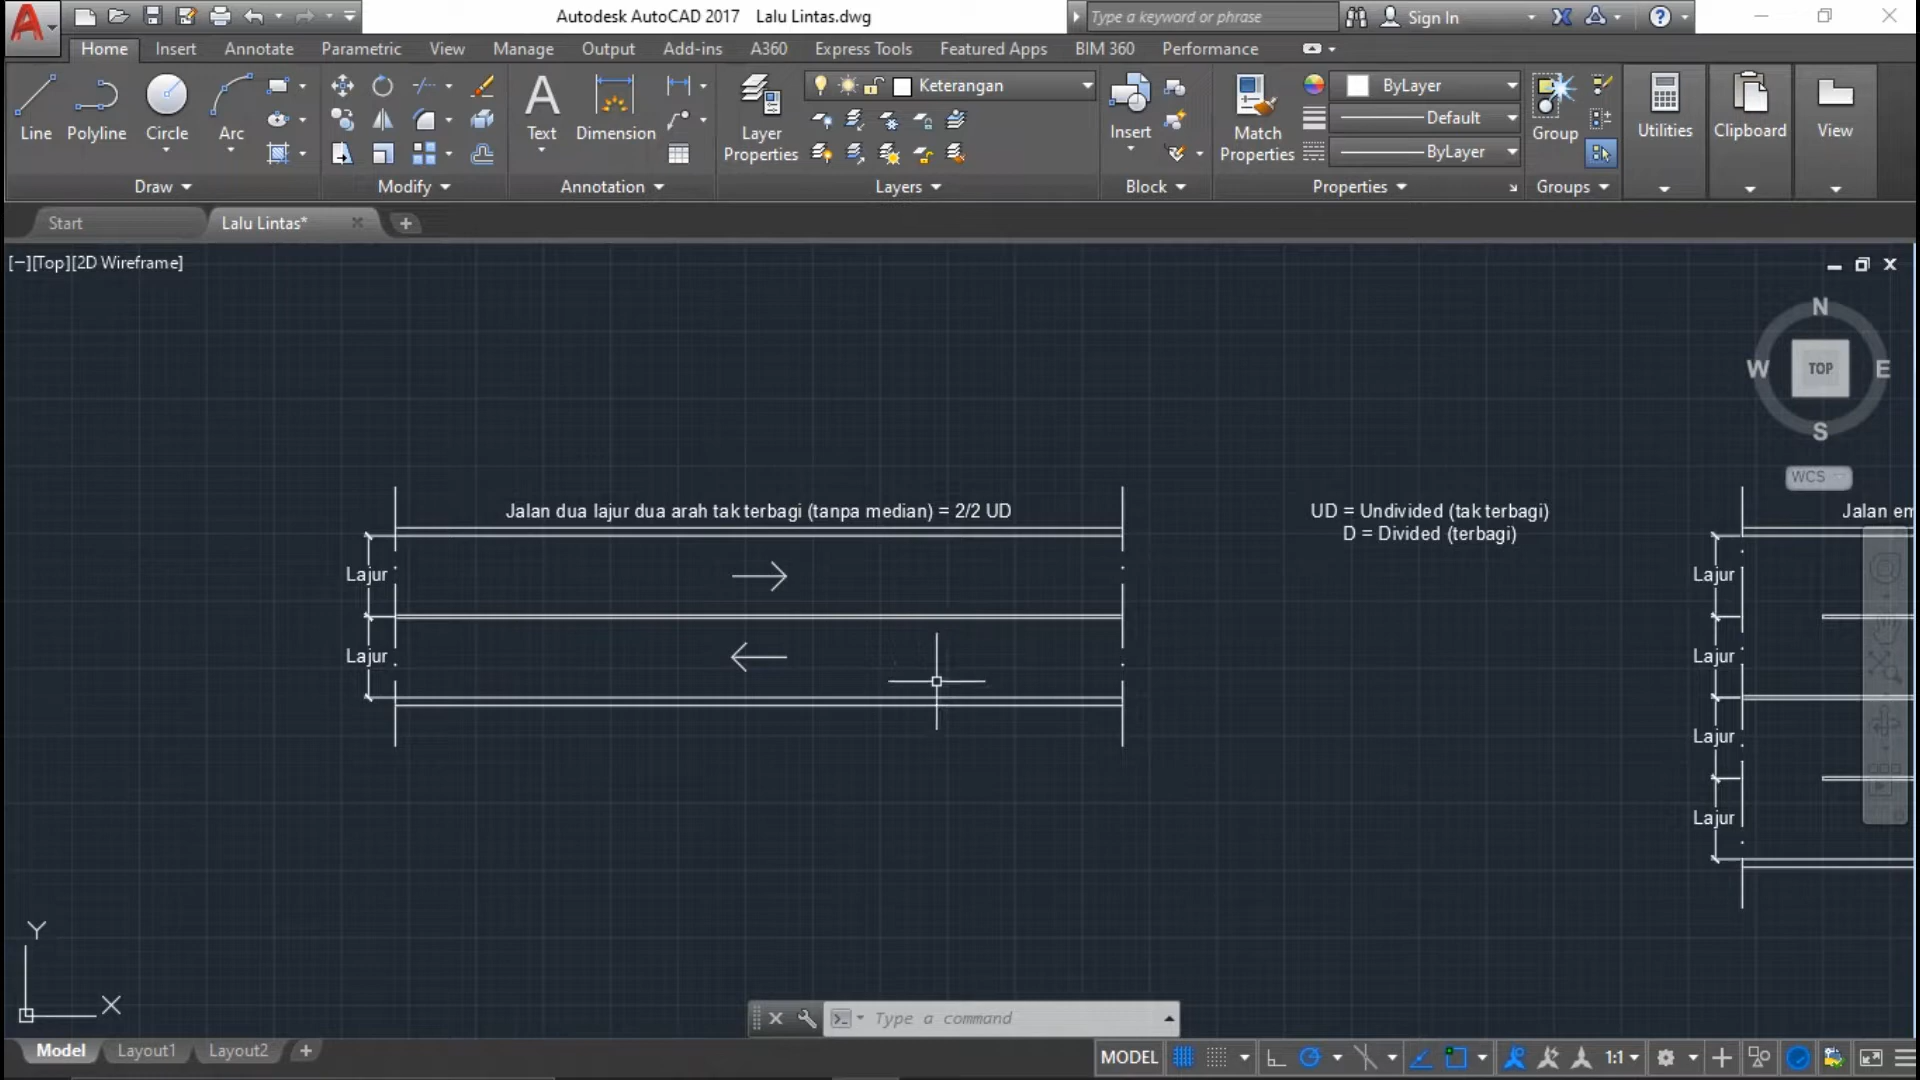 Autodesk AutoCAD 2017 Lalu Lintas.dwg
Type a keyword or phrase
Sign In
Home Insert Annotate Parametric View Manage Output Add-ins A360 Express Tools Featured Apps BIM 360 Performance
Line Polyline Circle Arc
Draw
Modify
Text Dimension
Annotation
Layer Properties
Keterangan
Layers
Insert
Block
Match Properties
ByLayer
Default
ByLayer
Properties
Group
Groups
Utilities
Clipboard
View
Start Lalu Lintas*
[−][Top][2D Wireframe]
N
W TOP E
S
WCS
Jalan dua lajur dua arah tak terbagi (tanpa median) = 2/2 UD
Lajur
Lajur
UD = Undivided (tak terbagi)
D = Divided (terbagi)
Jalan em
Lajur
Lajur
Lajur
Lajur
Y
X
Type a command
Model Layout1 Layout2
MODEL 1:1